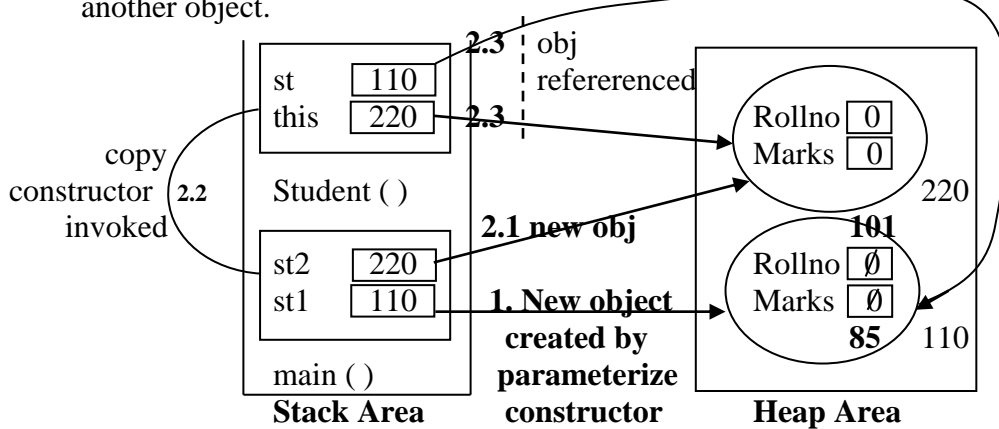 another object.
2.3 obj
refererenced
st 110
this 220 2.3
Rollno 0
Marks 0
copy
constructor 2.2
invoked
Student ( )
220
2.1 new obj
101
st2 220
Rollno 0
st1 110
1. New object
Marks 0
created by
85 110
parameterize
main ( )
constructor
Stack Area
Heap Area